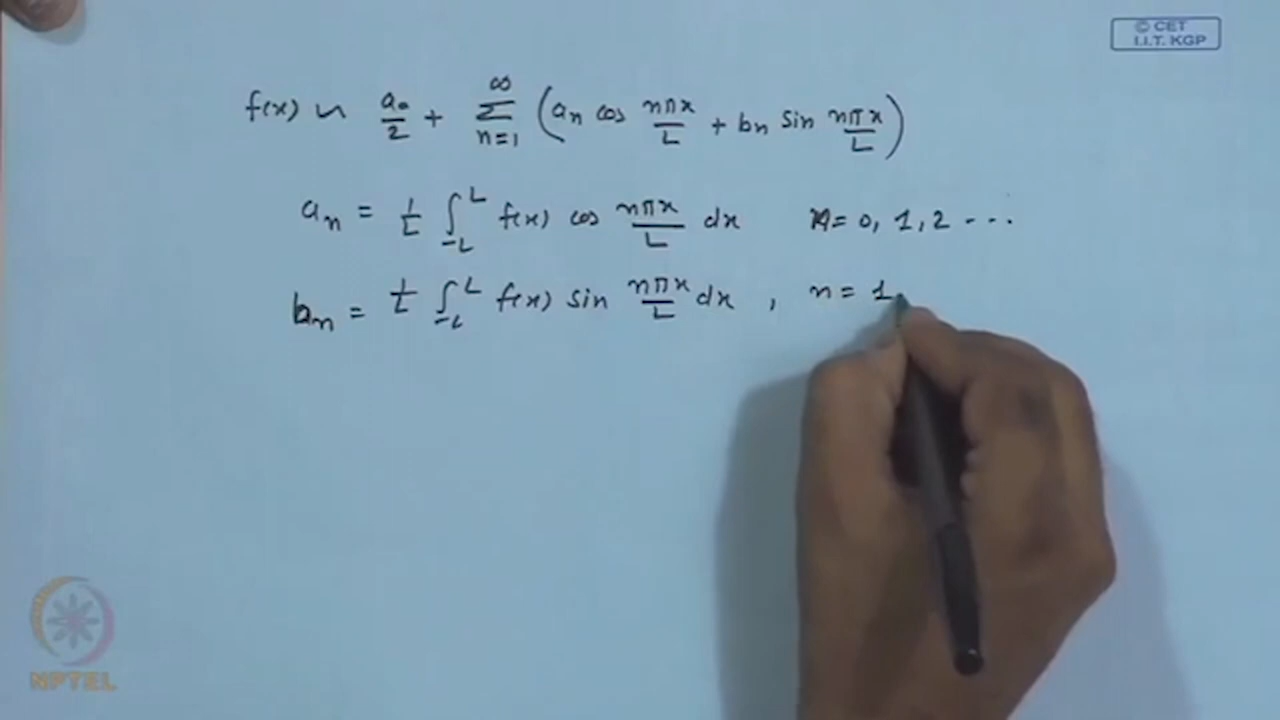 © CET
I.I.T. KGP
f(x) ~ a₀/2 + ∞ Σ n=1 (aₙ cos nπx/L + bₙ sin nπx/L)
aₙ = 1/L ∫_{-L}^{L} f(x) cos nπx/L dx n = 0, 1, 2 ...
bₙ = 1/L ∫_{-L}^{L} f(x) sin nπx/L dx , n = 1,
NPTEL